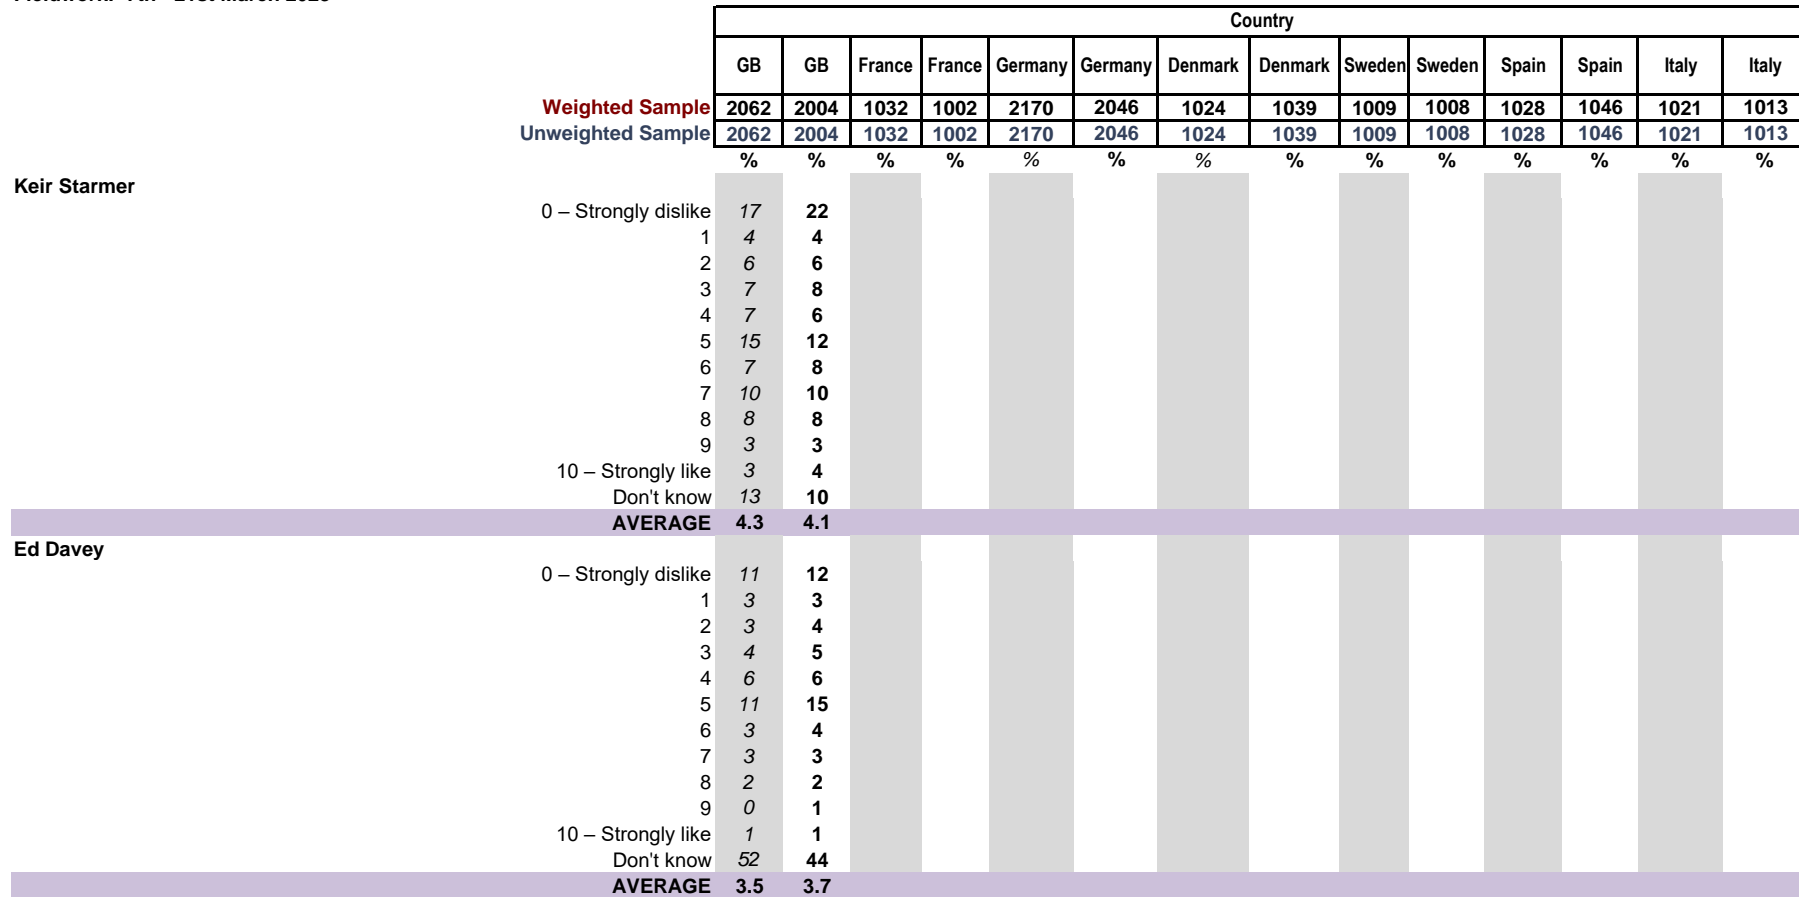 Country
GB GB France France Germany Germany Denmark Denmark Sweden Sweden Spain Spain Italy Italy
Weighted Sample 2062 2004 1032 1002 2170 2046 1024 1039 1009 1008 1028 1046 1021 1013
Unweighted Sample 2062 2004 1032 1002 2170 2046 1024 1039 1009 1008 1028 1046 1021 1013
% % % % % % % % % % % % % %
Keir Starmer
0 – Strongly dislike 17 22
1 4 4
2 6 6
3 7 8
4 7 6
5 15 12
6 7 8
7 10 10
8 8 8
9 3 3
10 – Strongly like 3 4
Don't know 13 10
AVERAGE 4.3 4.1
Ed Davey
0 – Strongly dislike 11 12
1 3 3
2 3 4
3 4 5
4 6 6
5 11 15
6 3 4
7 3 3
8 2 2
9 0 1
10 – Strongly like 1 1
Don't know 52 44
AVERAGE 3.5 3.7